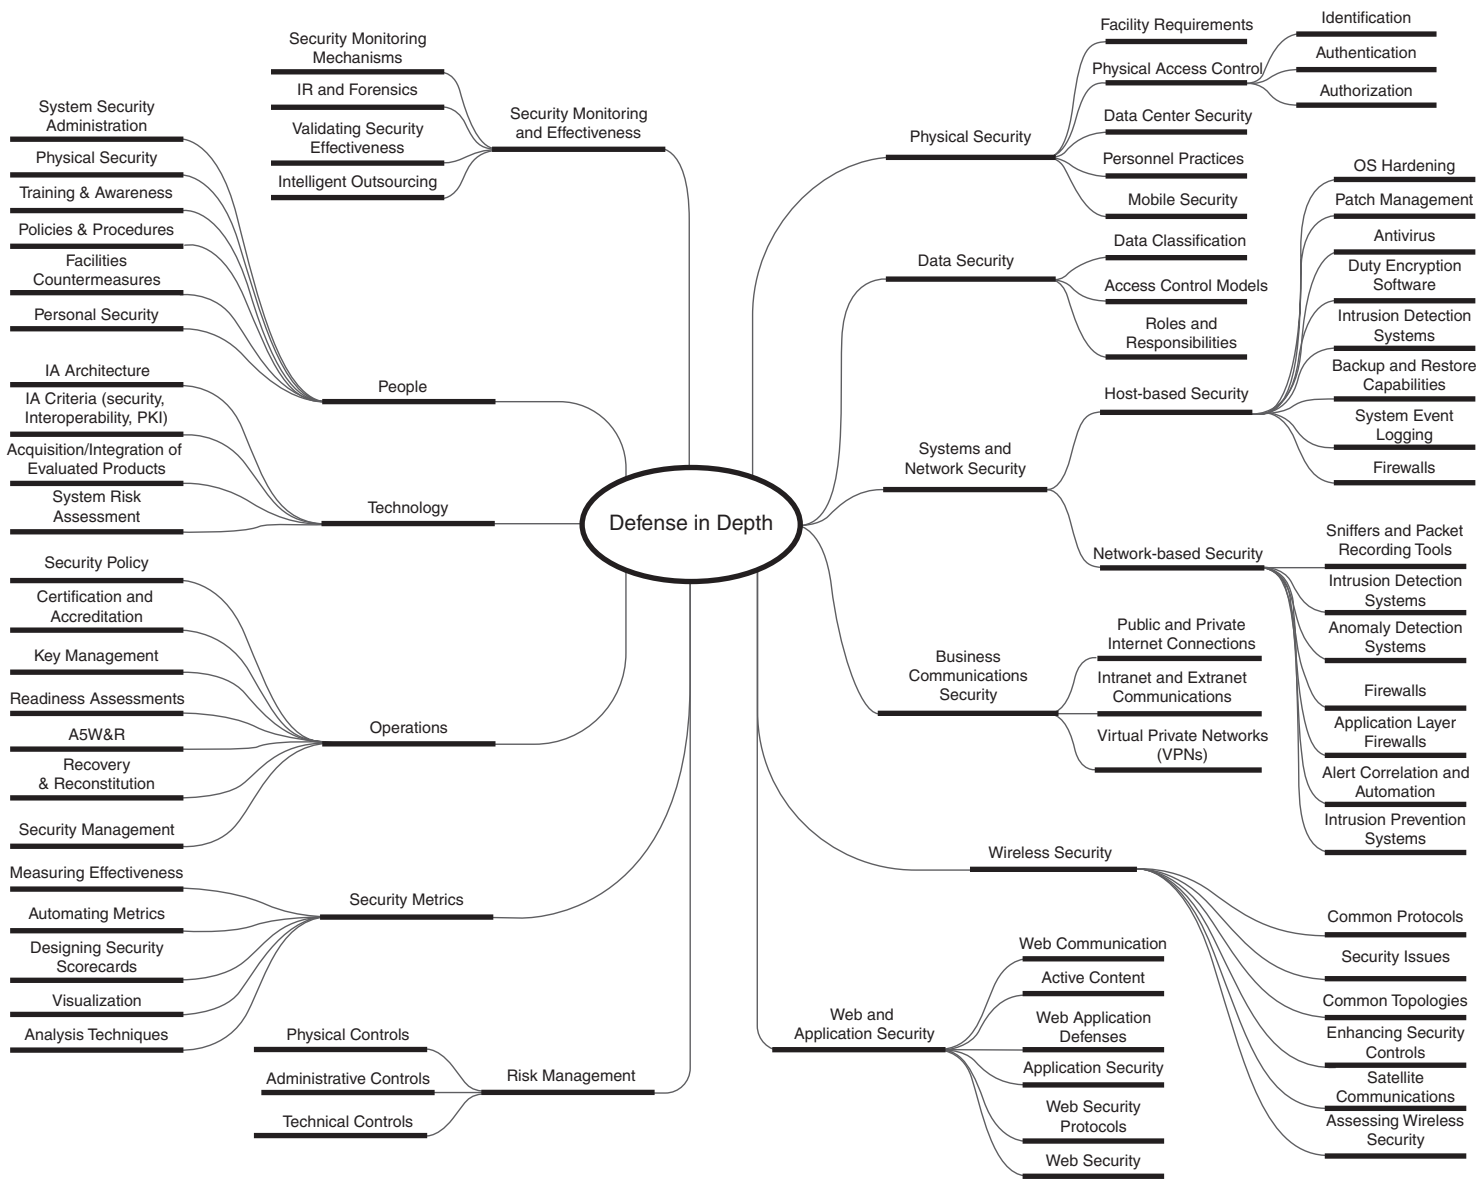 Security Monitoring
Mechanisms
IR and Forensics
Validating Security
Effectiveness
Intelligent Outsourcing
Security Monitoring
and Effectiveness
System Security
Administration
Physical Security
Training & Awareness
Policies & Procedures
Facilities
Countermeasures
Personal Security
People
IA Architecture
IA Criteria (security,
Interoperability, PKI)
Acquisition/Integration of
Evaluated Products
System Risk
Assessment
Technology
Security Policy
Certification and
Accreditation
Key Management
Readiness Assessments
A5W&R
Recovery
& Reconstitution
Security Management
Operations
Measuring Effectiveness
Automating Metrics
Designing Security
Scorecards
Visualization
Analysis Techniques
Security Metrics
Physical Controls
Administrative Controls
Technical Controls
Risk Management
Defense in Depth
Physical Security
Facility Requirements
Physical Access Control
Identification
Authentication
Authorization
Data Center Security
Personnel Practices
Mobile Security
Data Security
Data Classification
Access Control Models
Roles and
Responsibilities
Systems and
Network Security
Host-based Security
OS Hardening
Patch Management
Antivirus
Duty Encryption
Software
Intrusion Detection
Systems
Backup and Restore
Capabilities
System Event
Logging
Firewalls
Network-based Security
Sniffers and Packet
Recording Tools
Intrusion Detection
Systems
Anomaly Detection
Systems
Firewalls
Application Layer
Firewalls
Alert Correlation and
Automation
Intrusion Prevention
Systems
Business
Communications
Security
Public and Private
Internet Connections
Intranet and Extranet
Communications
Virtual Private Networks
(VPNs)
Wireless Security
Common Protocols
Security Issues
Common Topologies
Enhancing Security
Controls
Satellite
Communications
Assessing Wireless
Security
Web and
Application Security
Web Communication
Active Content
Web Application
Defenses
Application Security
Web Security
Protocols
Web Security